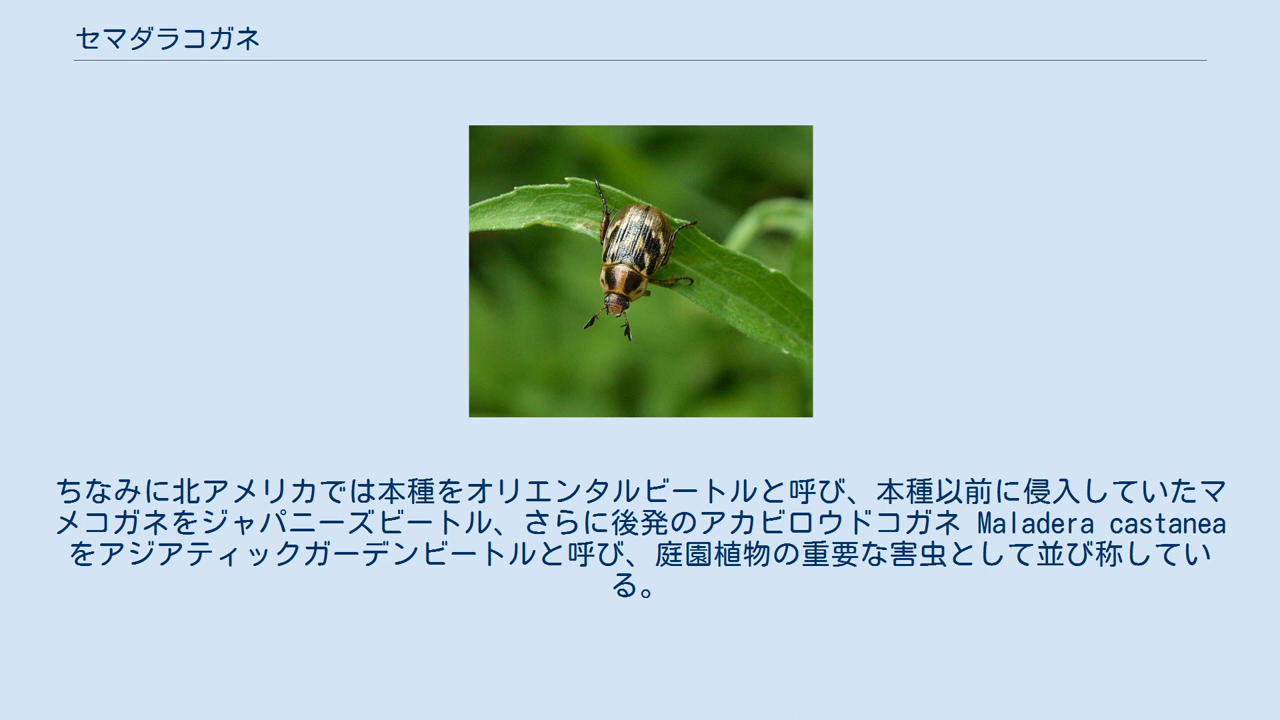 セマダラコガネ
ちなみに北アメリカでは本種をオリエンタルビートルと呼び、本種以前に侵入していたマ
メコガネをジャパニーズビートル、さらに後発のアカビロウドコガネ Maladera castanea
をアジアティックガーデンビートルと呼び、庭園植物の重要な害虫として並び称してい
る。